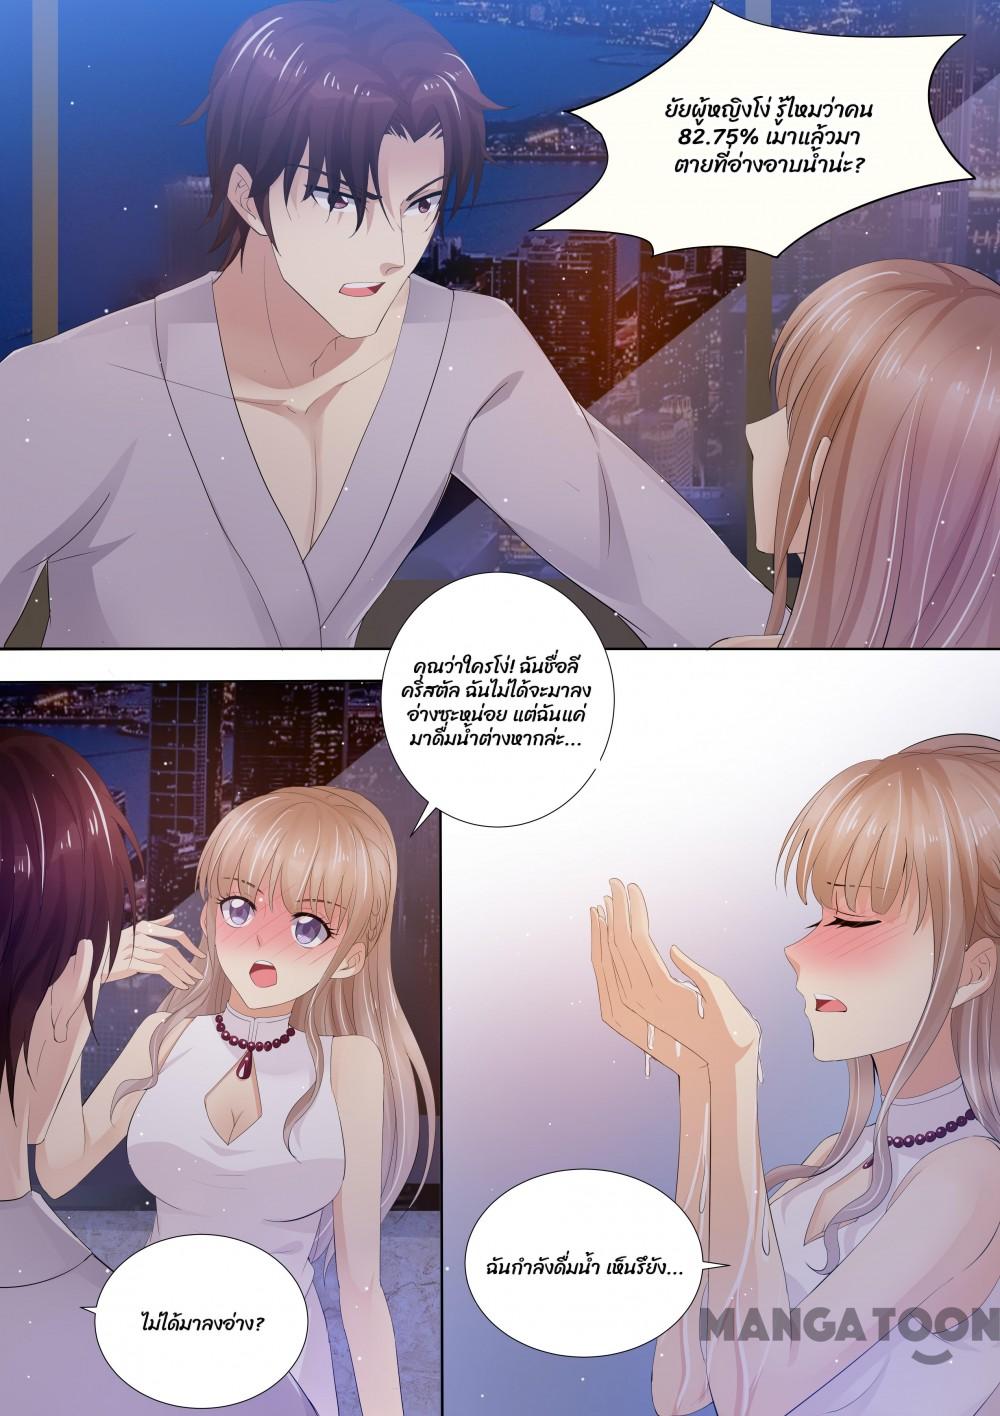 ยัยผู้หญิงโง่ รู้ไหมว่าคน
82.75% เมาแล้วมา
ตายที่อ่างอาบน้ำน่ะ?
คุณว่าใครโง่! ฉันชื่อลี
คริสตัล ฉันไม่ได้จะมาลง
อ่างซะหน่อย แต่ฉันแค่
มาดื่มน้ำต่างหากล่ะ...
ไม่ได้มาลงอ่าง?
ฉันกำลังดื่มน้ำ เห็นรึยัง...
MANGATOON